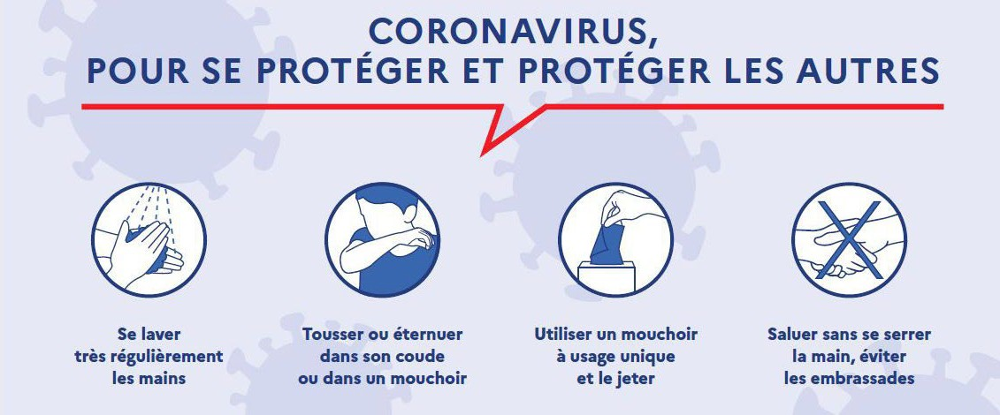 CORONAVIRUS,
POUR SE PROTÉGER ET PROTÉGER LES AUTRES
Se laver
très régulièrement
les mains
Tousser ou éternuer
dans son coude
ou dans un mouchoir
Utiliser un mouchoir
à usage unique
et le jeter
Saluer sans se serrer
la main, éviter
les embrassades